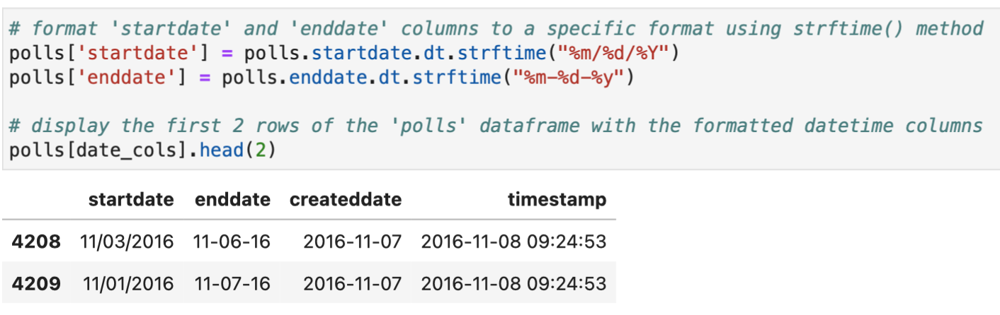 # format 'startdate' and 'enddate' columns to a specific format using strftime() method
polls['startdate'] = polls.startdate.dt.strftime("%m/%d/%Y")
polls['enddate'] = polls.enddate.dt.strftime("%m-%d-%y")
# display the first 2 rows of the 'polls' dataframe with the formatted datetime columns
polls[date_cols].head(2)
startdate enddate createddate timestamp
4208 11/03/2016 11-06-16 2016-11-07 2016-11-08 09:24:53
4209 11/01/2016 11-07-16 2016-11-07 2016-11-08 09:24:53